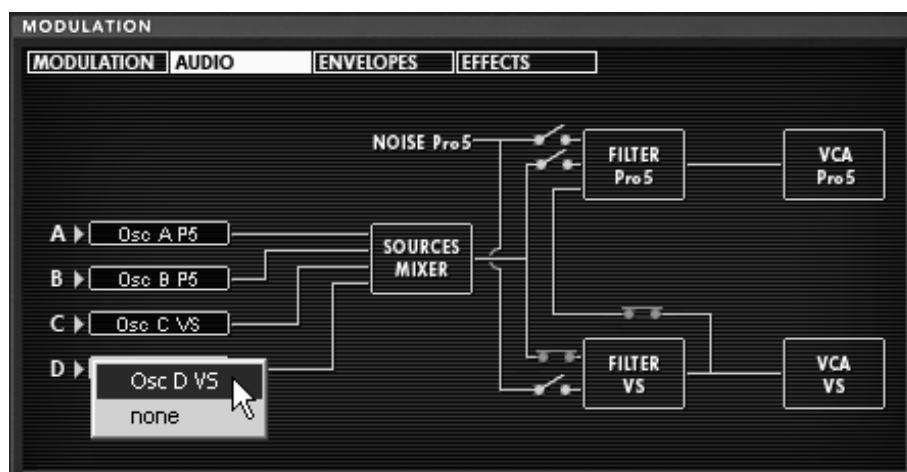 MODULATION
MODULATION AUDIO ENVELOPES EFFECTS
NOISE Pro5
FILTER
Pro5
VCA
Pro5
A Osc A P5
B Osc B P5
C Osc C VS
D
SOURCES
MIXER
Osc D VS
none
FILTER
VS
VCA
VS